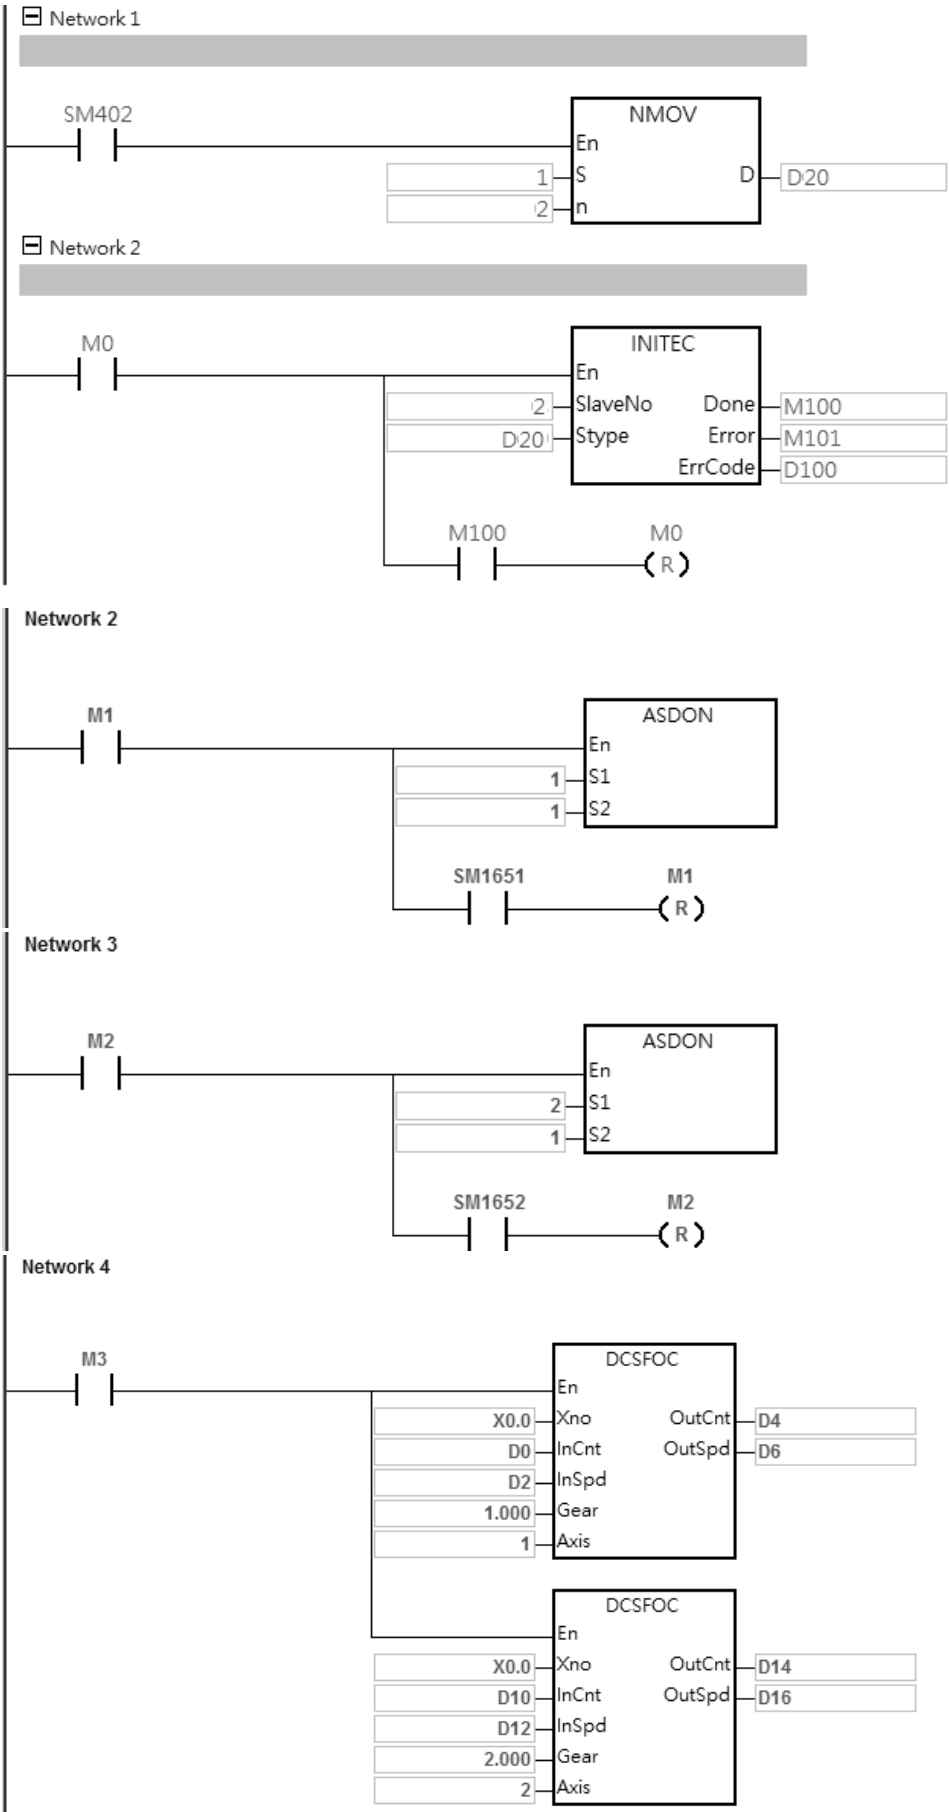 Network 1
SM402
NMOV
En
1 S D D20
2 n
Network 2
M0
INITEC
En
2 SlaveNo Done M100
D20 Stype Error M101
ErrCode D100
M100 M0
R
Network 2
M1
ASDON
En
1 S1
1 S2
SM1651 M1
R
Network 3
M2
ASDON
En
2 S1
1 S2
SM1652 M2
R
Network 4
M3
DCSFOC
En
X0.0 Xno OutCnt D4
D0 InCnt OutSpd D6
D2 InSpd
1.000 Gear
1 Axis
DCSFOC
En
X0.0 Xno OutCnt D14
D10 InCnt OutSpd D16
D12 InSpd
2.000 Gear
2 Axis